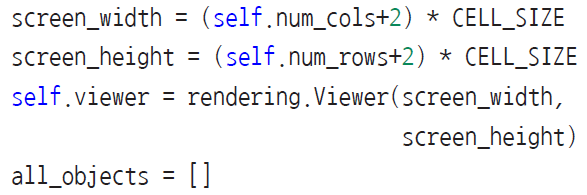 screen_width = (self.num_cols+2) * CELL_SIZE
screen_height = (self.num_rows+2) * CELL_SIZE
self.viewer = rendering.Viewer(screen_width,
screen_height)
all_objects = []